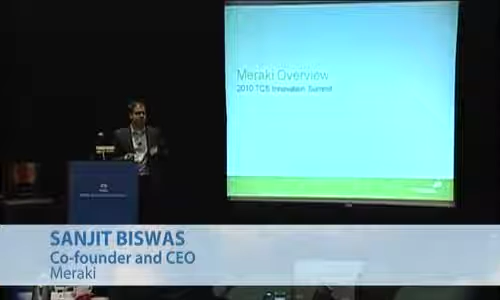 Meraki Overview
2010 TCS Innovation Summit
SANJIT BISWAS
Co-founder and CEO
Meraki